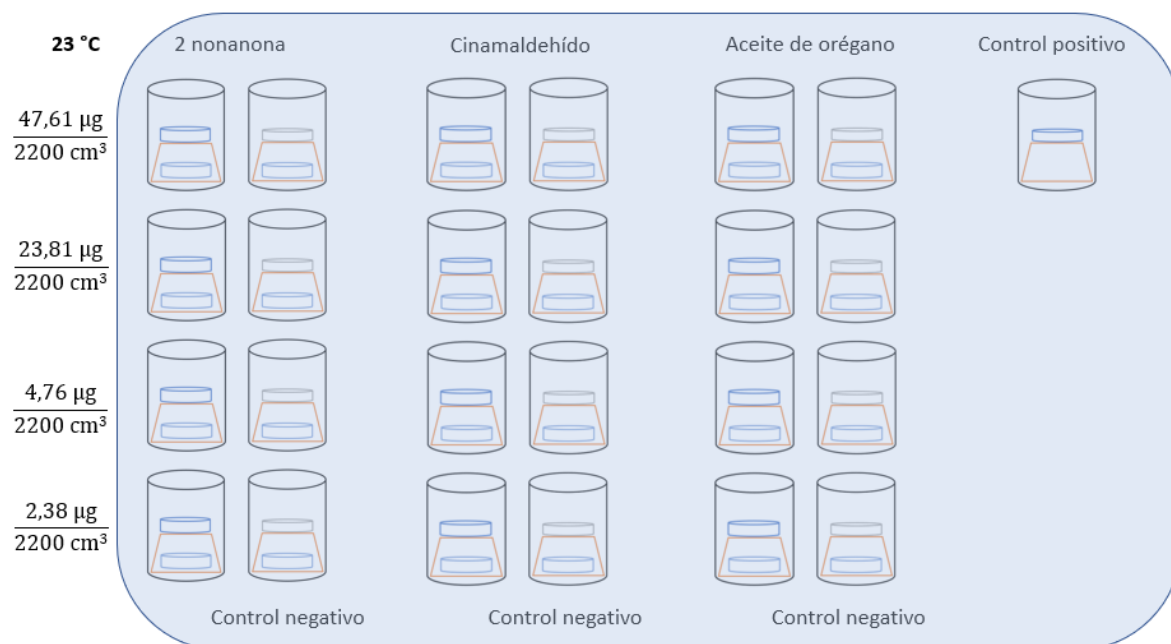 23 °C
2 nonanona
Cinamaldehído
Aceite de orégano
Control positivo
47,61 µg
2200 cm³
23,81 µg
2200 cm³
4,76 µg
2200 cm³
2,38 µg
2200 cm³
Control negativo
Control negativo
Control negativo